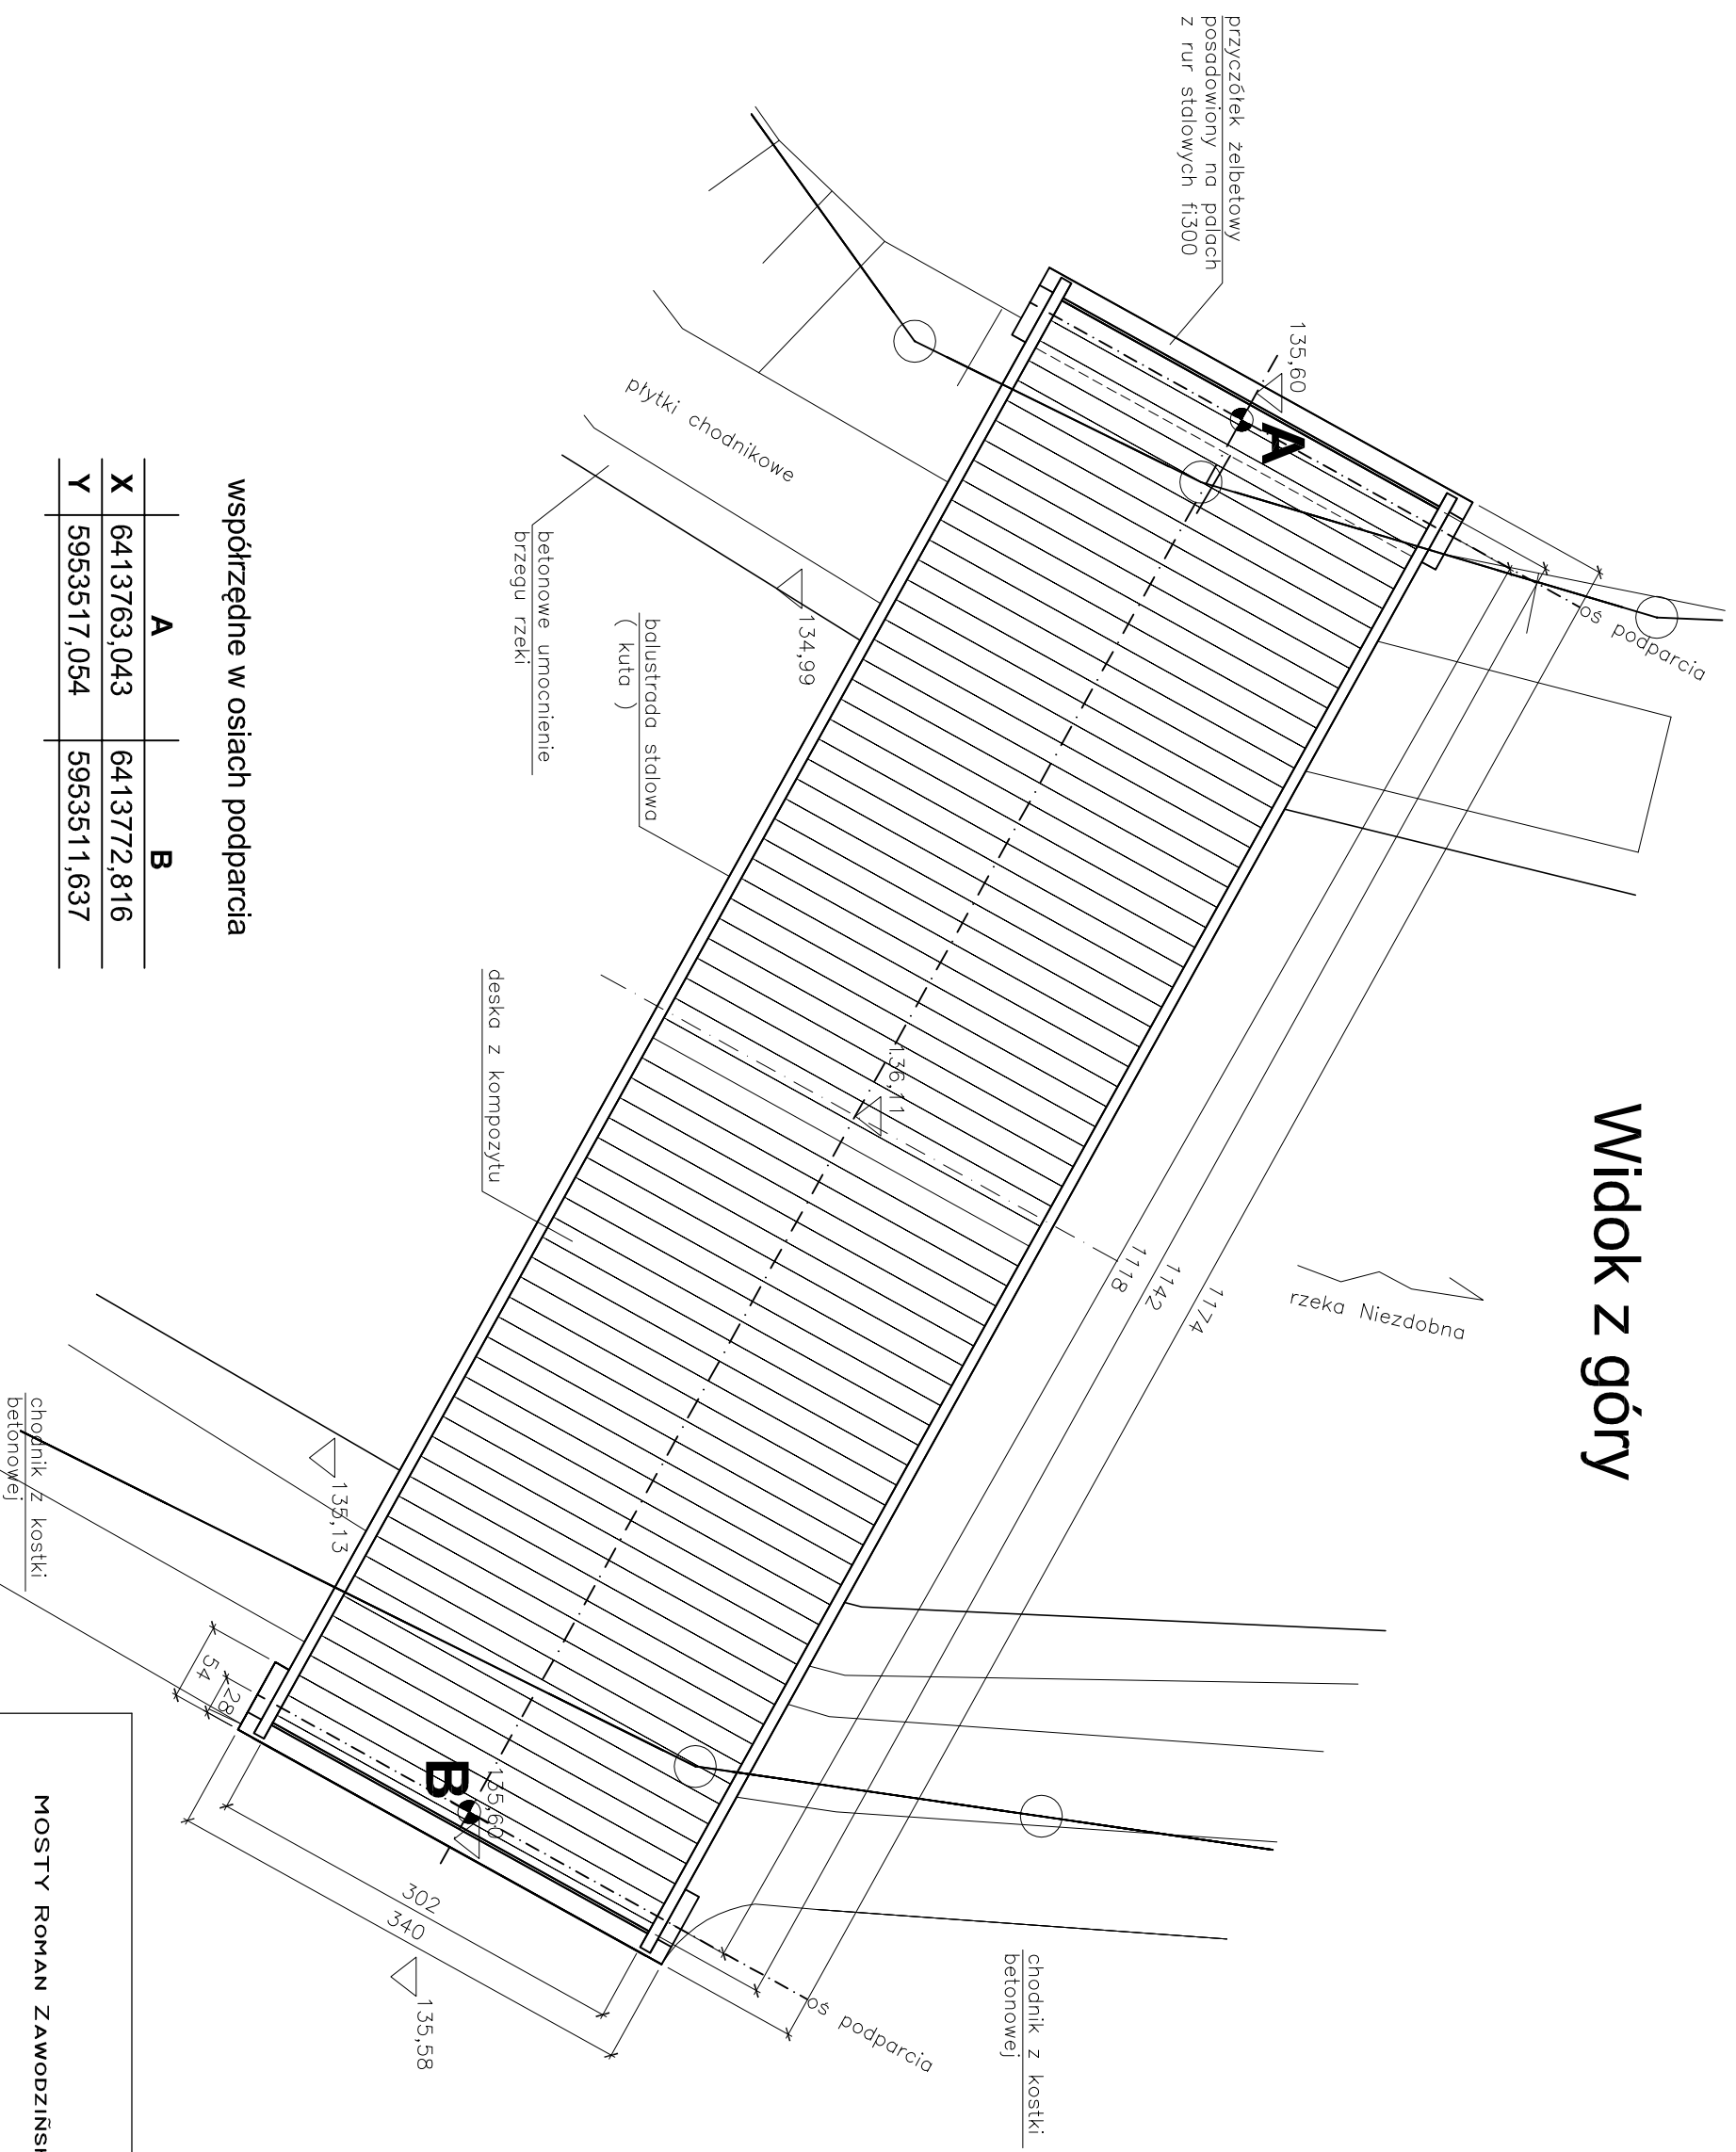 Widok z góry
oś podparcia
135,60
A
przyczółek żelbetowy
posadowiony na palach
z rur stalowych fi300
rzeka Niezdobna
1174
1142
1118
płytki chodnikowe
134,99
136,11
betonowe umocnienie
brzegu rzeki
balustrada stalowa
( kuta )
deska z kompozytu
chodnik z kostki
betonowej
oś podparcia
135,60
B
135,13
135,58
302
340
54
28
chodnik z kostki
betonowej
współrzędne w osiach podparcia
A B
X 6413763,043 6413772,816
Y 5953517,054 5953511,637
MOSTY ROMAN ZAWODZIŃS